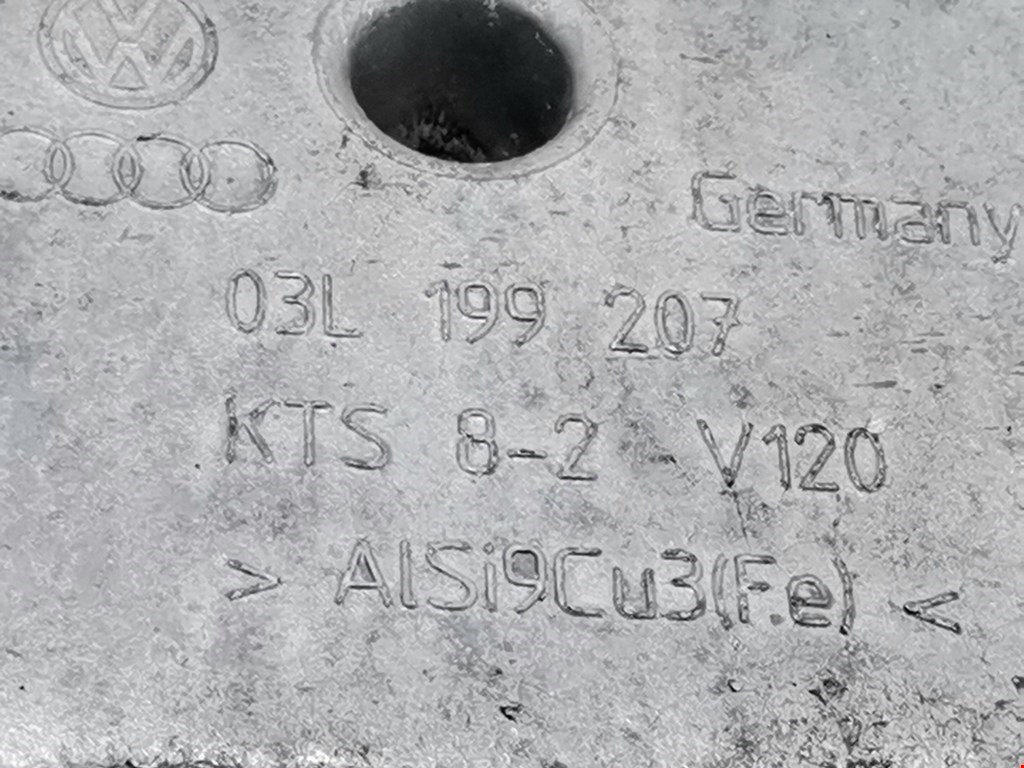 Germany
03L 199 207
KTS 8-2 V120
> AlSi9Cu3(Fe) <